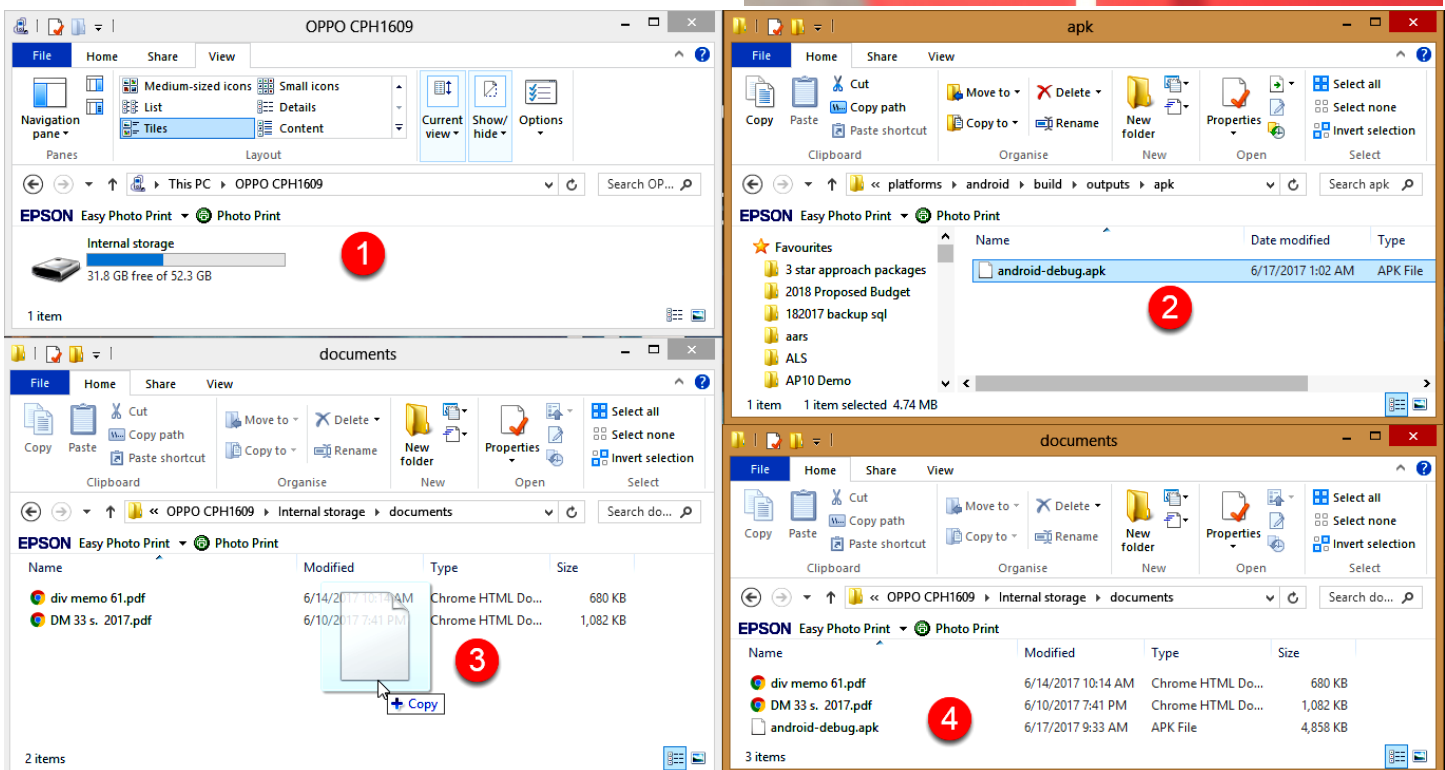 OPPO CPH1609
File Home Share View
Navigation pane
Medium-sized icons Small icons
List Details
Tiles Content
Current view Show/hide Options
Panes Layout
This PC OPPO CPH1609 Search OP...
EPSON Easy Photo Print Photo Print
Internal storage
31.8 GB free of 52.3 GB
1
1 item
apk
File Home Share View
Copy Paste
Cut
Copy path
Paste shortcut
Move to Delete
Copy to Rename
New folder
Properties
Select all
Select none
Invert selection
Clipboard Organise New Open Select
« platforms android build outputs apk Search apk
EPSON Easy Photo Print Photo Print
Favourites
3 star approach packages
2018 Proposed Budget
182017 backup sql
aars
ALS
AP10 Demo
Name Date modified Type
android-debug.apk 6/17/2017 1:02 AM APK File
2
1 item 1 item selected 4.74 MB
documents
File Home Share View
Copy Paste
Cut
Copy path
Paste shortcut
Move to Delete
Copy to Rename
New folder
Properties
Select all
Select none
Invert selection
Clipboard Organise New Open Select
« OPPO CPH1609 Internal storage documents Search do...
EPSON Easy Photo Print Photo Print
Name Modified Type Size
div memo 61.pdf 6/14/2017 10:14 AM Chrome HTML Do... 680 KB
DM 33 s. 2017.pdf 6/10/2017 7:41 PM Chrome HTML Do... 1,082 KB
3
+ Copy
2 items
documents
File Home Share View
Copy Paste
Cut
Copy path
Paste shortcut
Move to Delete
Copy to Rename
New folder
Properties
Select all
Select none
Invert selection
Clipboard Organise New Open Select
« OPPO CPH1609 Internal storage documents Search do...
EPSON Easy Photo Print Photo Print
Name Modified Type Size
div memo 61.pdf 6/14/2017 10:14 AM Chrome HTML Do... 680 KB
DM 33 s. 2017.pdf 6/10/2017 7:41 PM Chrome HTML Do... 1,082 KB
android-debug.apk 6/17/2017 9:33 AM APK File 4,858 KB
4
3 items